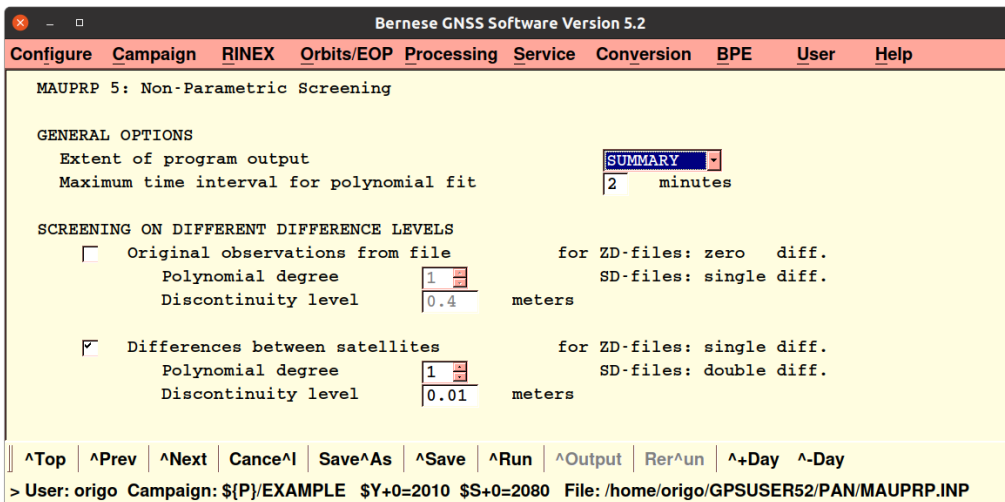 Bernese GNSS Software Version 5.2
Configure Campaign RINEX Orbits/EOP Processing Service Conversion BPE User Help
MAUPRP 5: Non-Parametric Screening
GENERAL OPTIONS
Extent of program output SUMMARY
Maximum time interval for polynomial fit 2 minutes
SCREENING ON DIFFERENT DIFFERENCE LEVELS
Original observations from file for ZD-files: zero diff.
Polynomial degree 1 SD-files: single diff.
Discontinuity level 0.4 meters
Differences between satellites for ZD-files: single diff.
Polynomial degree 1 SD-files: double diff.
Discontinuity level 0.01 meters
^Top ^Prev ^Next Cance^l Save^As ^Save ^Run ^Output Rer^un ^+Day ^-Day
> User: origo Campaign: ${P}/EXAMPLE $Y+0=2010 $S+0=2080 File: /home/origo/GPSUSER52/PAN/MAUPRP.INP